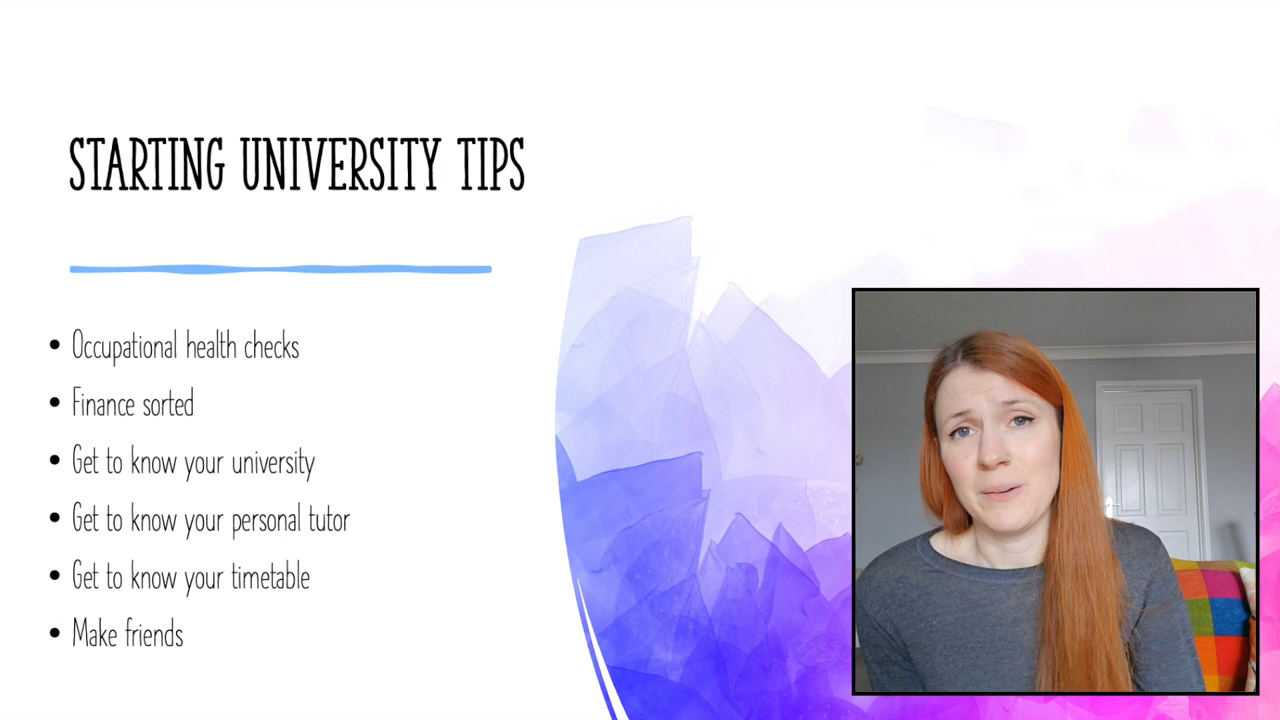 STARTING UNIVERSITY TIPS
• Occupational health checks
• Finance sorted
• Get to know your university
• Get to know your personal tutor
• Get to know your timetable
• Make friends